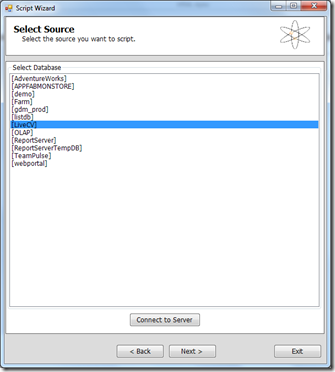 Script Wizard
Select Source
Select the source you want to script.
Select Database
[AdventureWorks]
[APPFABMONSTORE]
[demo]
[Farm]
[gdm_prod]
[listdb]
[LiveCV]
[OLAP]
[ReportServer]
[ReportServerTempDB]
[TeamPulse]
[webportal]
Connect to Server
< Back
Next >
Exit